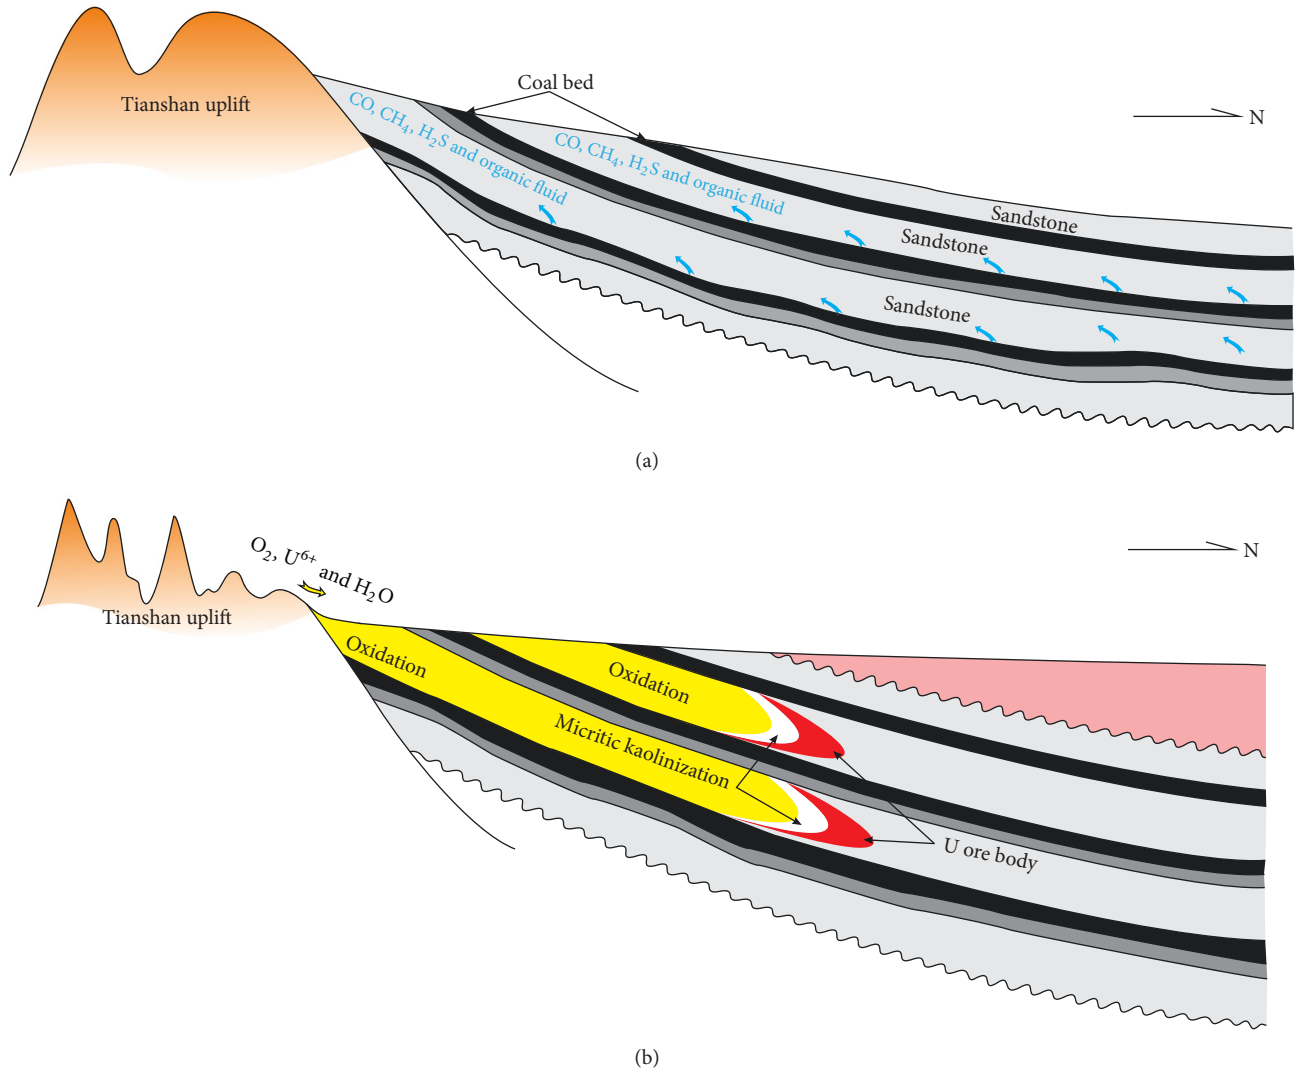 Coal bed
Tianshan uplift
N
CO, CH₄, H₂S and organic fluid
CO, CH₄, H₂S and organic fluid
Sandstone
Sandstone
Sandstone
(a)
O₂, U⁶⁺ and H₂O
N
Tianshan uplift
Oxidation
Oxidation
Micritic kaolinization
U ore body
(b)